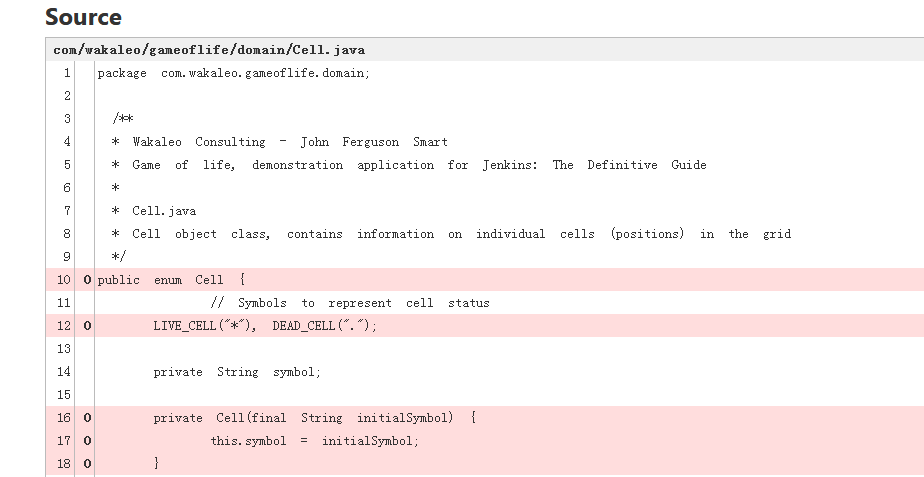 Source
com/wakaleo/gameoflife/domain/Cell.java
1 package com.wakaleo.gameoflife.domain;
2
3 /**
4 * Wakaleo Consulting - John Ferguson Smart
5 * Game of life, demonstration application for Jenkins: The Definitive Guide
6 *
7 * Cell.java
8 * Cell object class, contains information on individual cells (positions) in the grid
9 */
10 0 public enum Cell {
11 // Symbols to represent cell status
12 0 LIVE_CELL("*"), DEAD_CELL(".");
13
14 private String symbol;
15
16 0 private Cell(final String initialSymbol) {
17 0 this.symbol = initialSymbol;
18 0 }